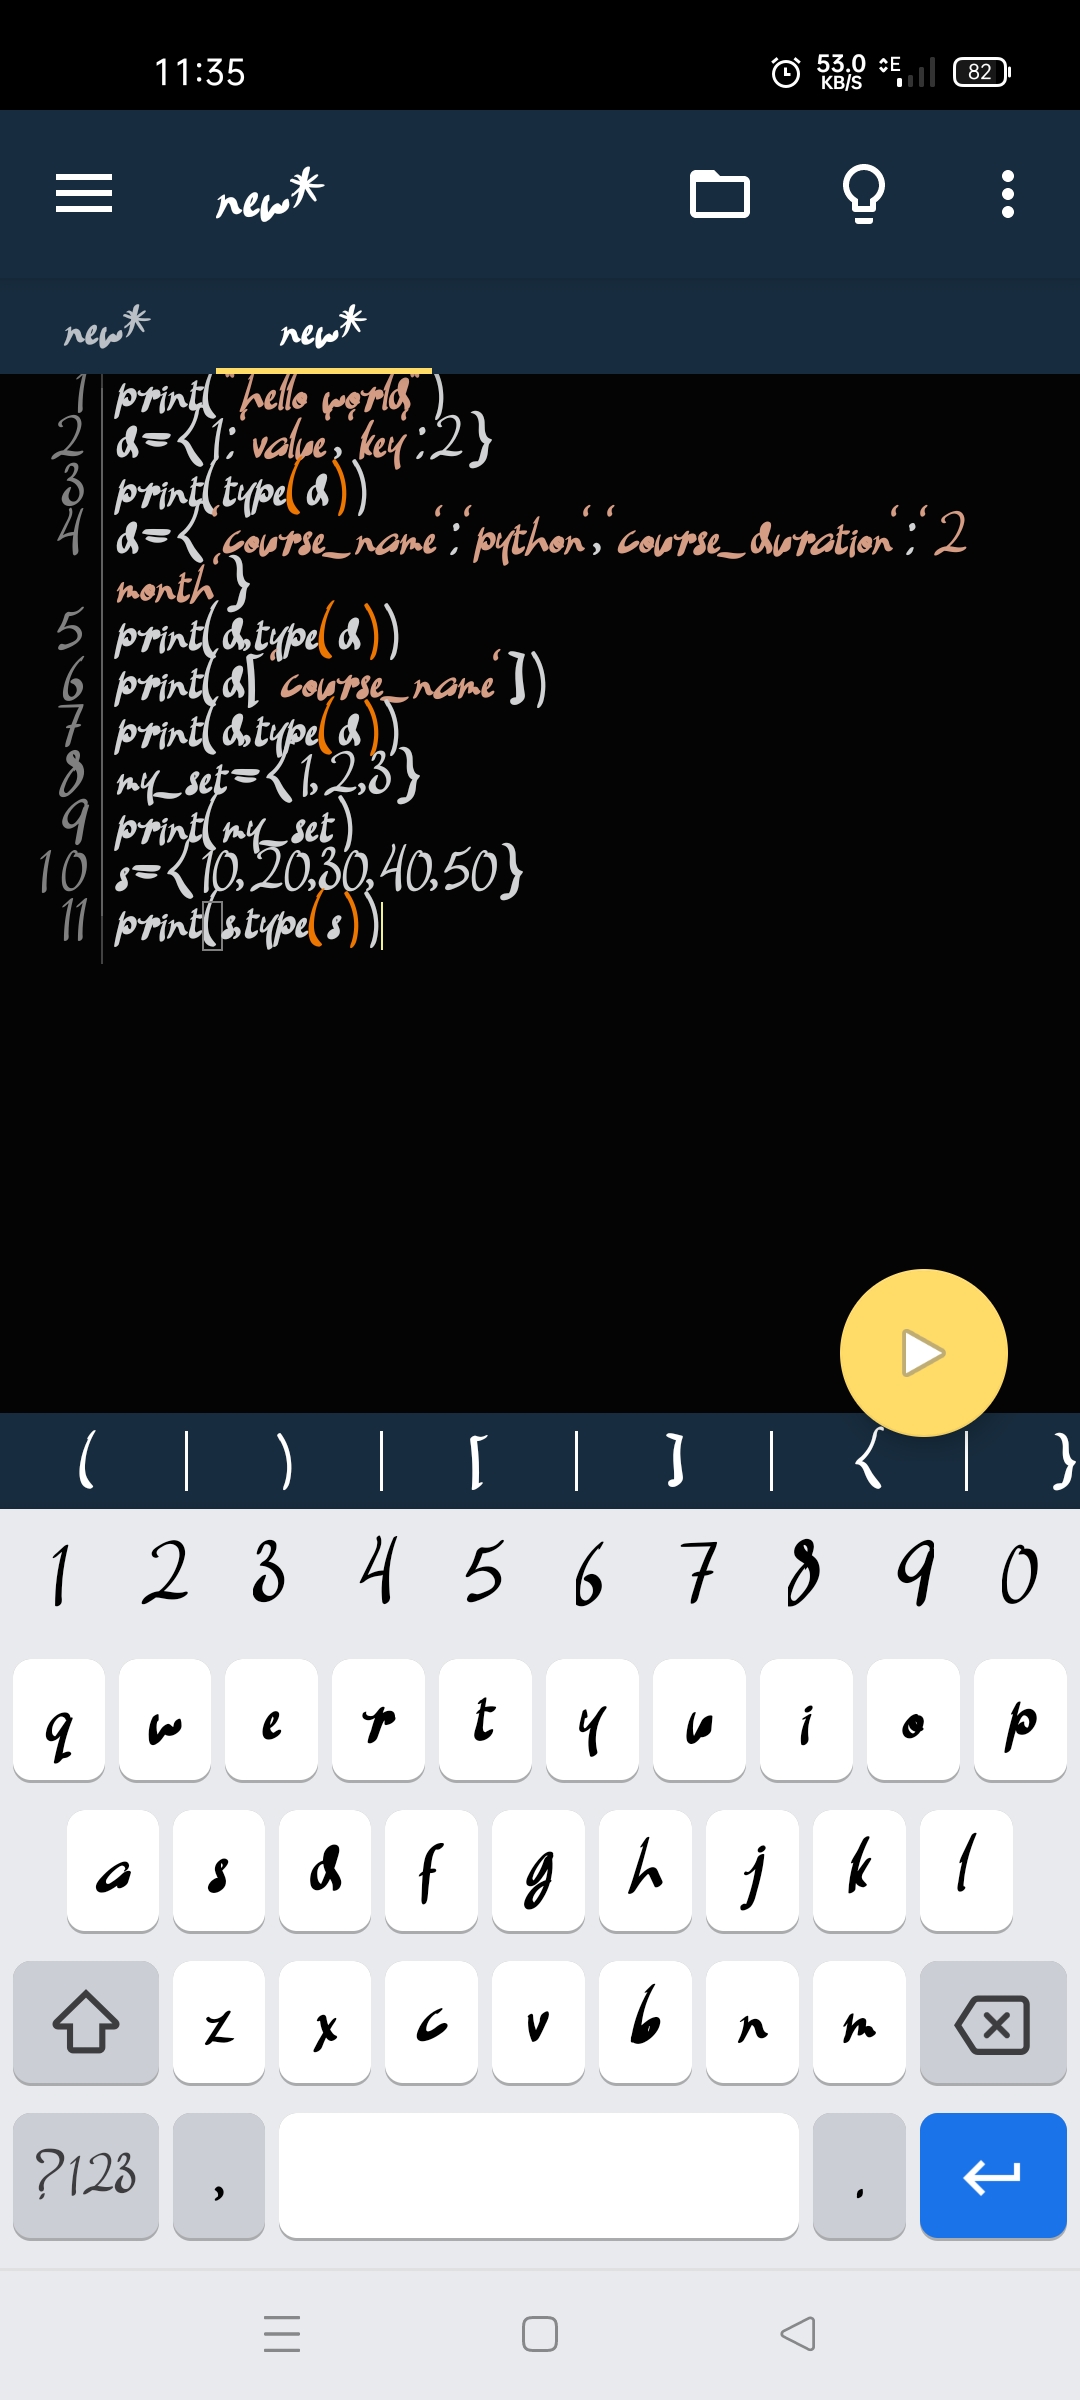 11:35
53.0
KB/S
E
82
new*
new*
new*
1 print("hello world")
2 d={1:'value','key':2}
3 print(type(d))
4 d={'course_name':'python','course_duration':'2
month'}
5 print(d,type(d))
6 print(d['course_name'])
7 print(d,type(d))
8 my_set={1,2,3}
9 print(my_set)
10 s={10,20,30,40,50}
11 print(s,type(s))
( | ) | [ | ] | { | }
1 2 3 4 5 6 7 8 9 0
q w e r t y u i o p
a s d f g h j k l
z x c v b n m
?123 , .